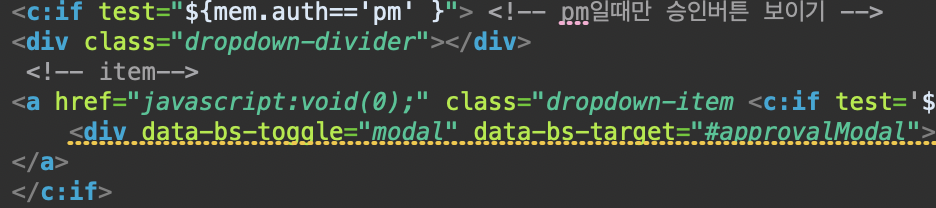 <c:if test="${mem.auth=='pm' }"> <!-- pm일때만 승인버튼 보이기 -->
<div class="dropdown-divider"></div>
<!-- item-->
<a href="javascript:void(0);" class="dropdown-item <c:if test='$
<div data-bs-toggle="modal" data-bs-target="#approvalModal">
</a>
</c:if>